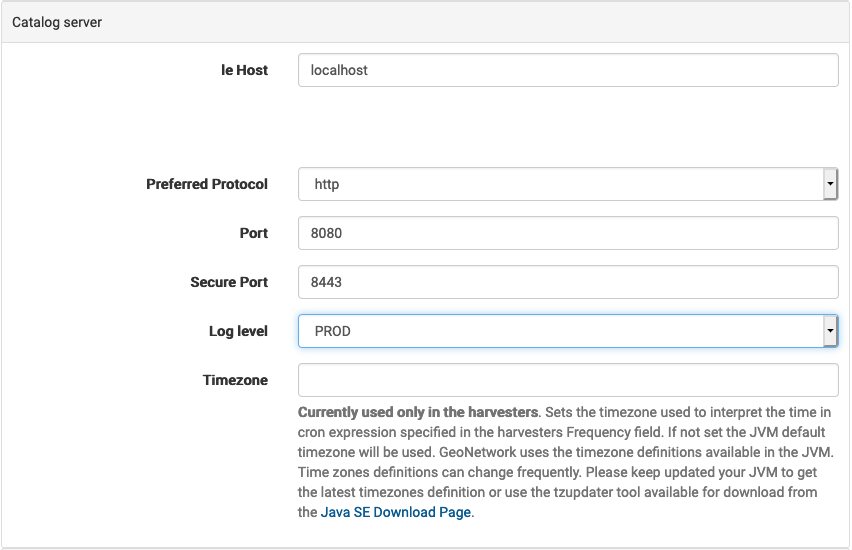 Catalog server
le Host
localhost
Preferred Protocol
http
Port
8080
Secure Port
8443
Log level
PROD
Timezone
Currently used only in the harvesters. Sets the timezone used to interpret the time in
cron expression specified in the harvesters Frequency field. If not set the JVM default
timezone will be used. GeoNetwork uses the timezone definitions available in the JVM.
Time zones definitions can change frequently. Please keep updated your JVM to get
the latest timezones definition or use the tzupdater tool available for download from
the Java SE Download Page.